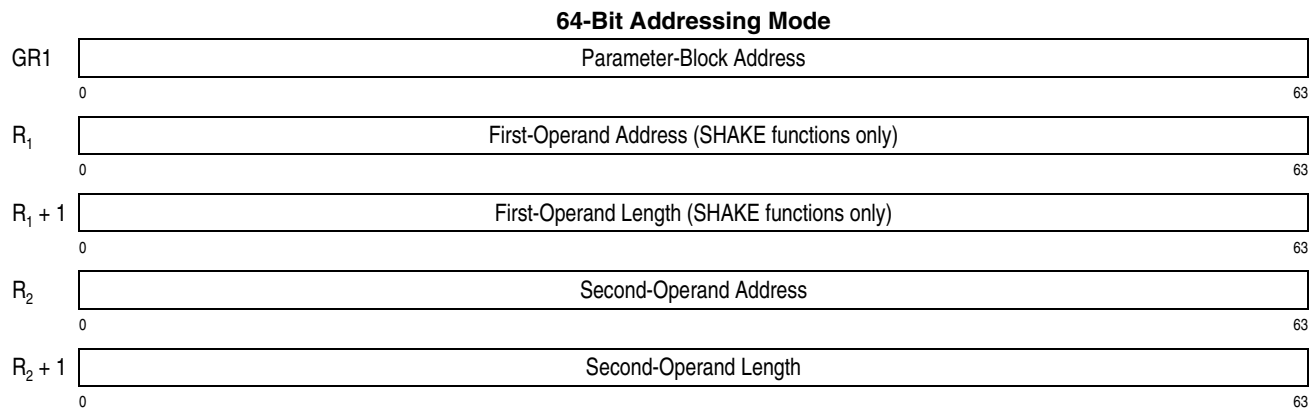 64-Bit Addressing Mode
GR1 Parameter-Block Address
0 63
R₁ First-Operand Address (SHAKE functions only)
0 63
R₁ + 1 First-Operand Length (SHAKE functions only)
0 63
R₂ Second-Operand Address
0 63
R₂ + 1 Second-Operand Length
0 63